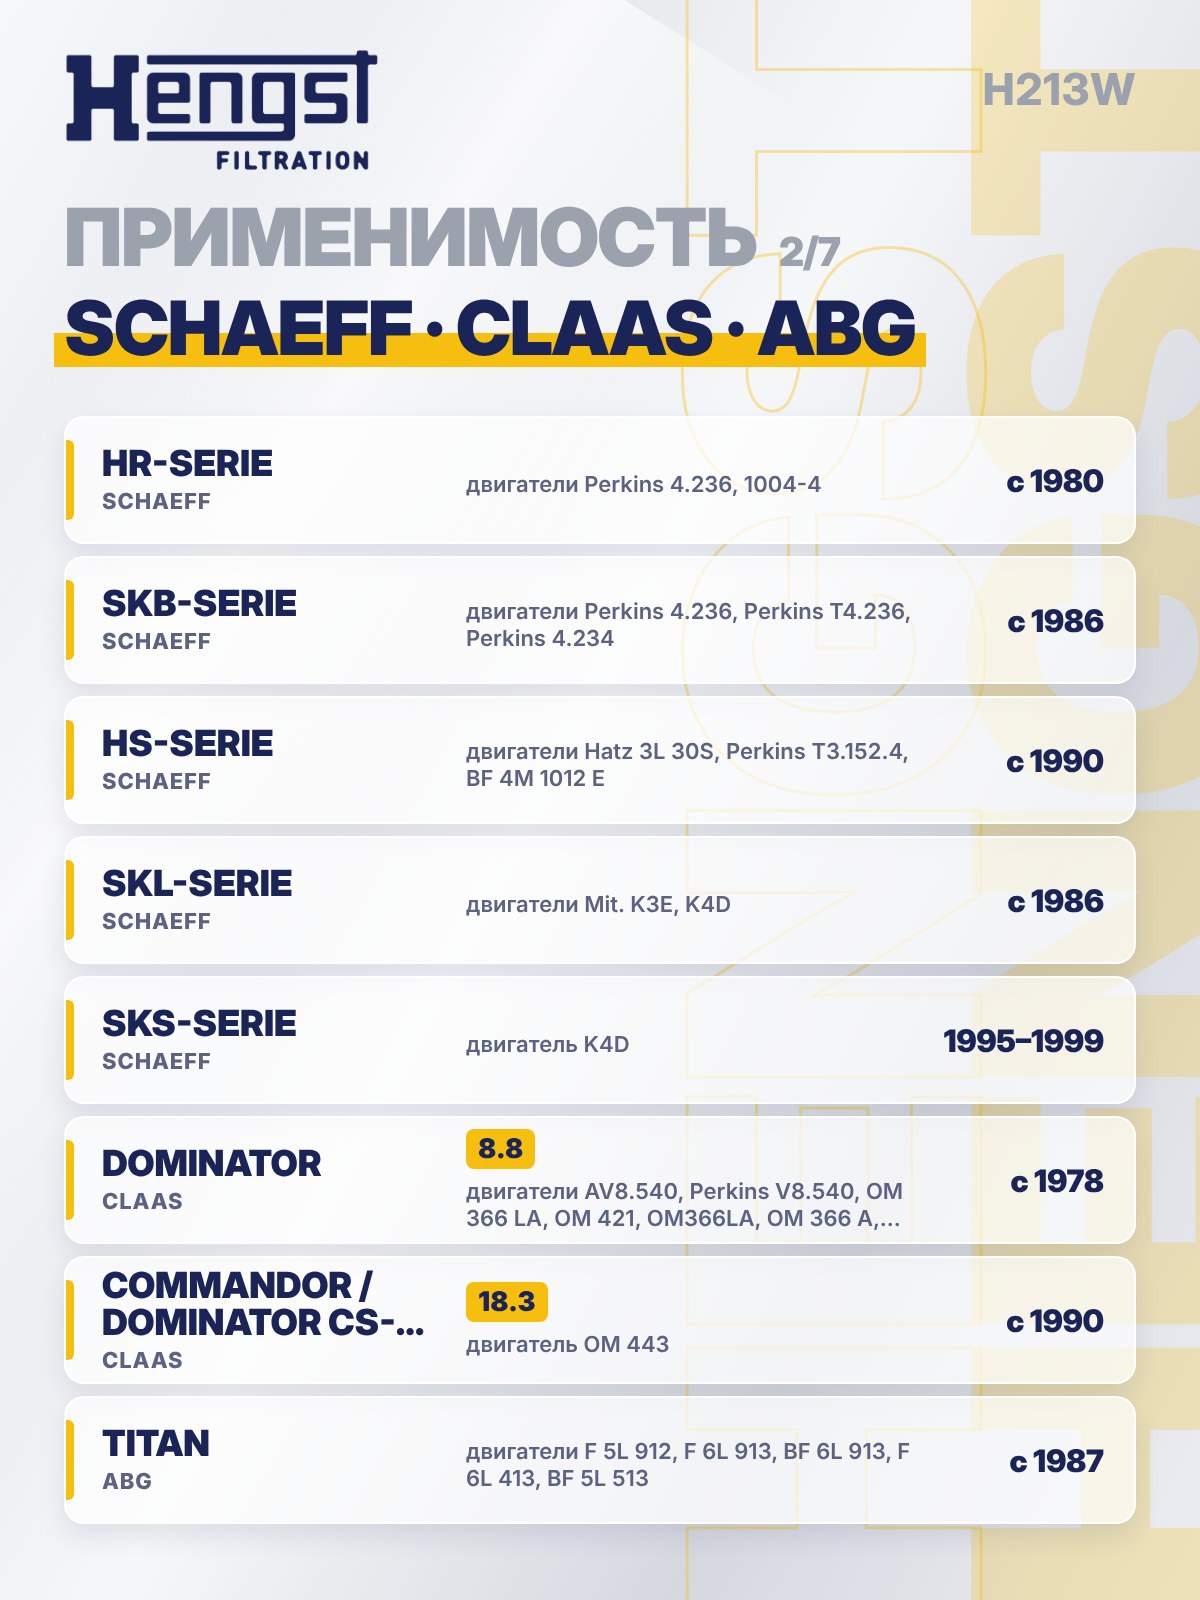 Hengst
FILTRATION
H213W
ПРИМЕНИМОСТЬ 2/7
SCHAEFF · CLAAS · ABG
HR-SERIE
SCHAEFF
двигатели Perkins 4.236, 1004-4
с 1980
SKB-SERIE
SCHAEFF
двигатели Perkins 4.236, Perkins T4.236,
Perkins 4.234
с 1986
HS-SERIE
SCHAEFF
двигатели Hatz 3L 30S, Perkins T3.152.4,
BF 4M 1012 E
с 1990
SKL-SERIE
SCHAEFF
двигатели Mit. K3E, K4D
с 1986
SKS-SERIE
SCHAEFF
двигатель K4D
1995–1999
DOMINATOR
CLAAS
8.8
двигатели AV8.540, Perkins V8.540, OM
366 LA, OM 421, OM366LA, OM 366 A,...
с 1978
COMMANDOR /
DOMINATOR CS-...
CLAAS
18.3
двигатель OM 443
с 1990
TITAN
ABG
двигатели F 5L 912, F 6L 913, BF 6L 913, F
6L 413, BF 5L 513
с 1987
HENGST
HENGST